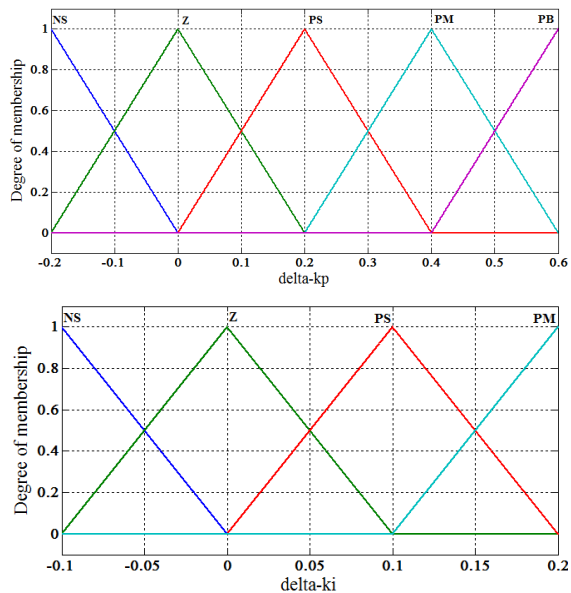 NS Z PS PM PB
1
0.8
0.6
0.4
0.2
0
Degree of membership
-0.2 -0.1 0 0.1 0.2 0.3 0.4 0.5 0.6
delta-kp
NS Z PS PM
1
0.8
0.6
0.4
0.2
0
Degree of membership
-0.1 -0.05 0 0.05 0.1 0.15 0.2
delta-ki